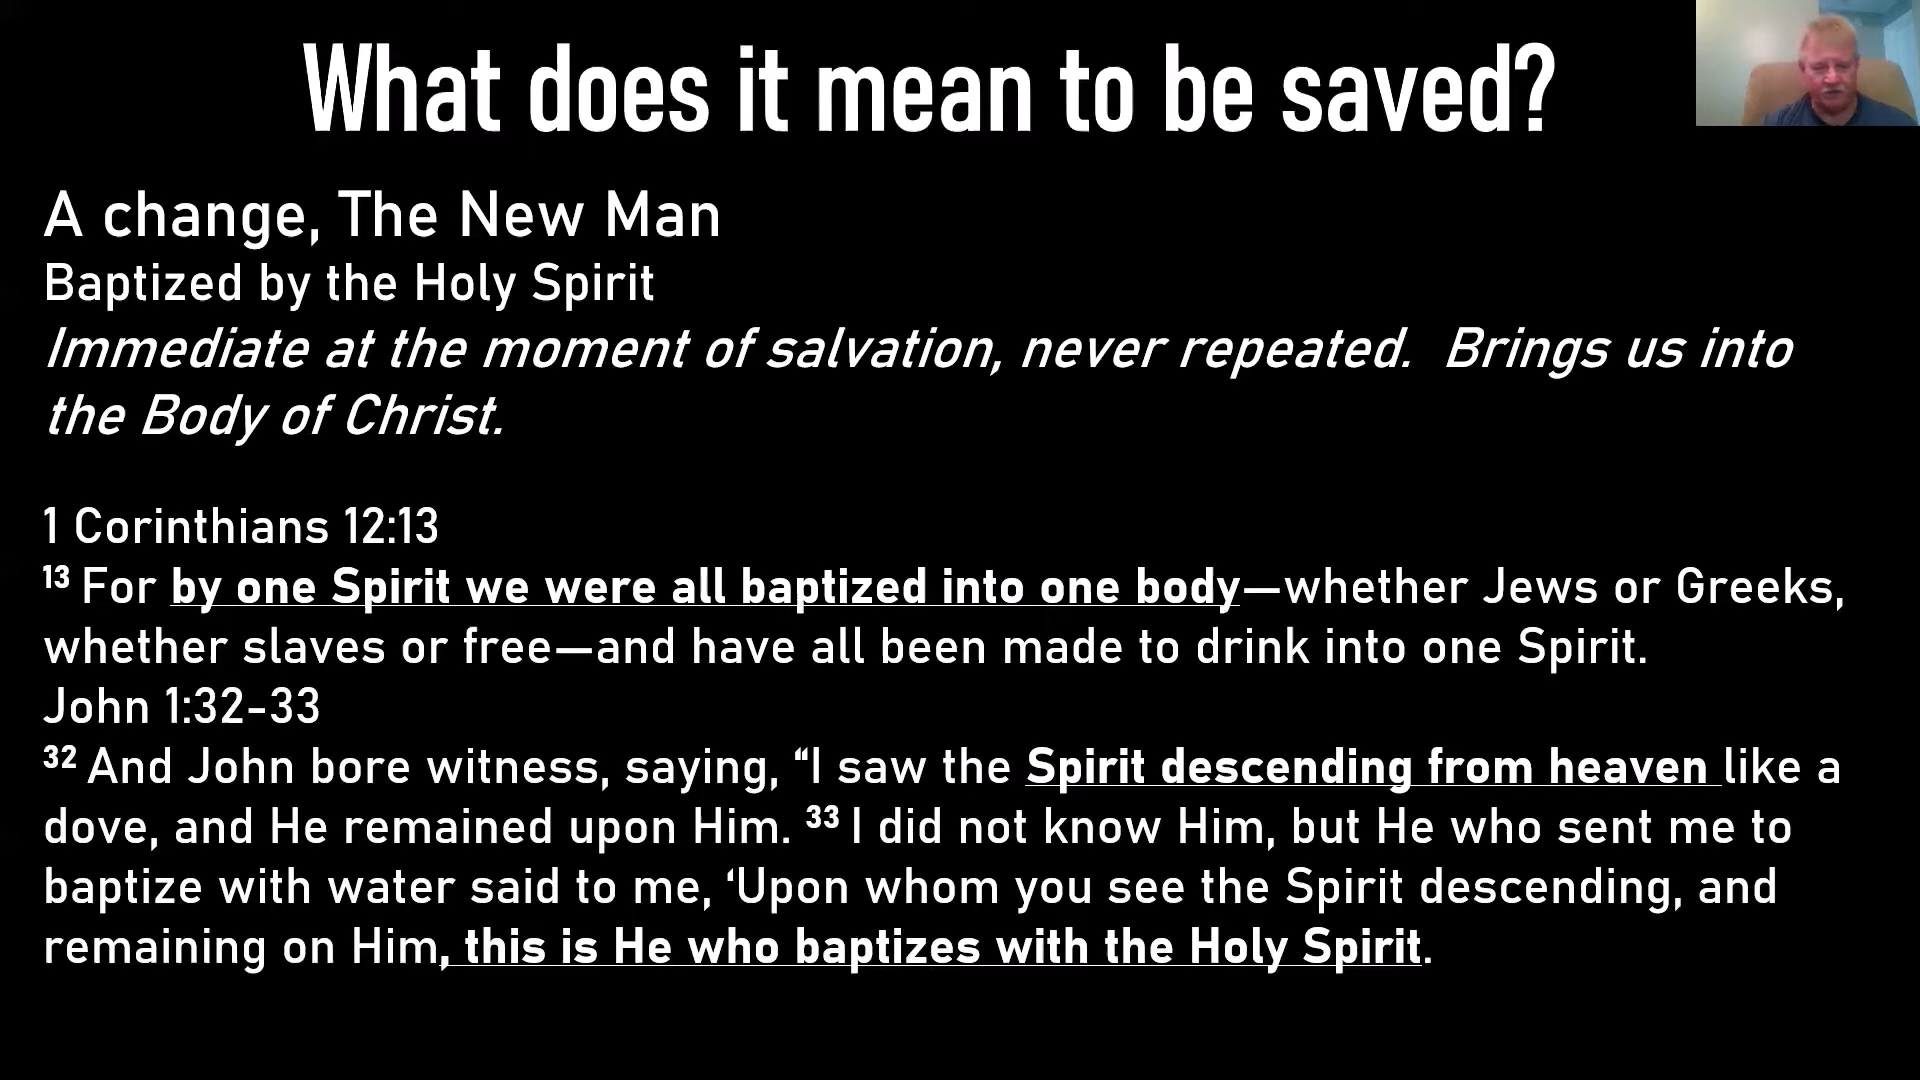 What does it mean to be saved?
A change, The New Man
Baptized by the Holy Spirit
Immediate at the moment of salvation, never repeated.  Brings us into
the Body of Christ.
1 Corinthians 12:13
¹³ For by one Spirit we were all baptized into one body—whether Jews or Greeks,
whether slaves or free—and have all been made to drink into one Spirit.
John 1:32-33
³² And John bore witness, saying, “I saw the Spirit descending from heaven like a
dove, and He remained upon Him. ³³ I did not know Him, but He who sent me to
baptize with water said to me, ‘Upon whom you see the Spirit descending, and
remaining on Him, this is He who baptizes with the Holy Spirit.